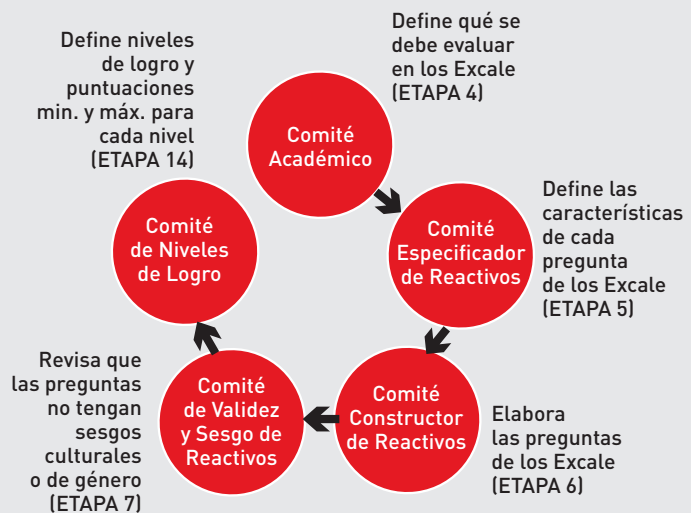 Define qué se
debe evaluar
en los Excale
(ETAPA 4)
Comité
Académico
Define las
características
de cada
pregunta
de los Excale
(ETAPA 5)
Comité
Especificador
de Reactivos
Elabora
las preguntas
de los Excale
(ETAPA 6)
Comité
Constructor
de Reactivos
Revisa que
las preguntas
no tengan
sesgos
culturales
o de género
(ETAPA 7)
Comité
de Validez
y Sesgo de
Reactivos
Define niveles
de logro y
puntuaciones
min. y máx. para
cada nivel
(ETAPA 14)
Comité
de Niveles
de Logro